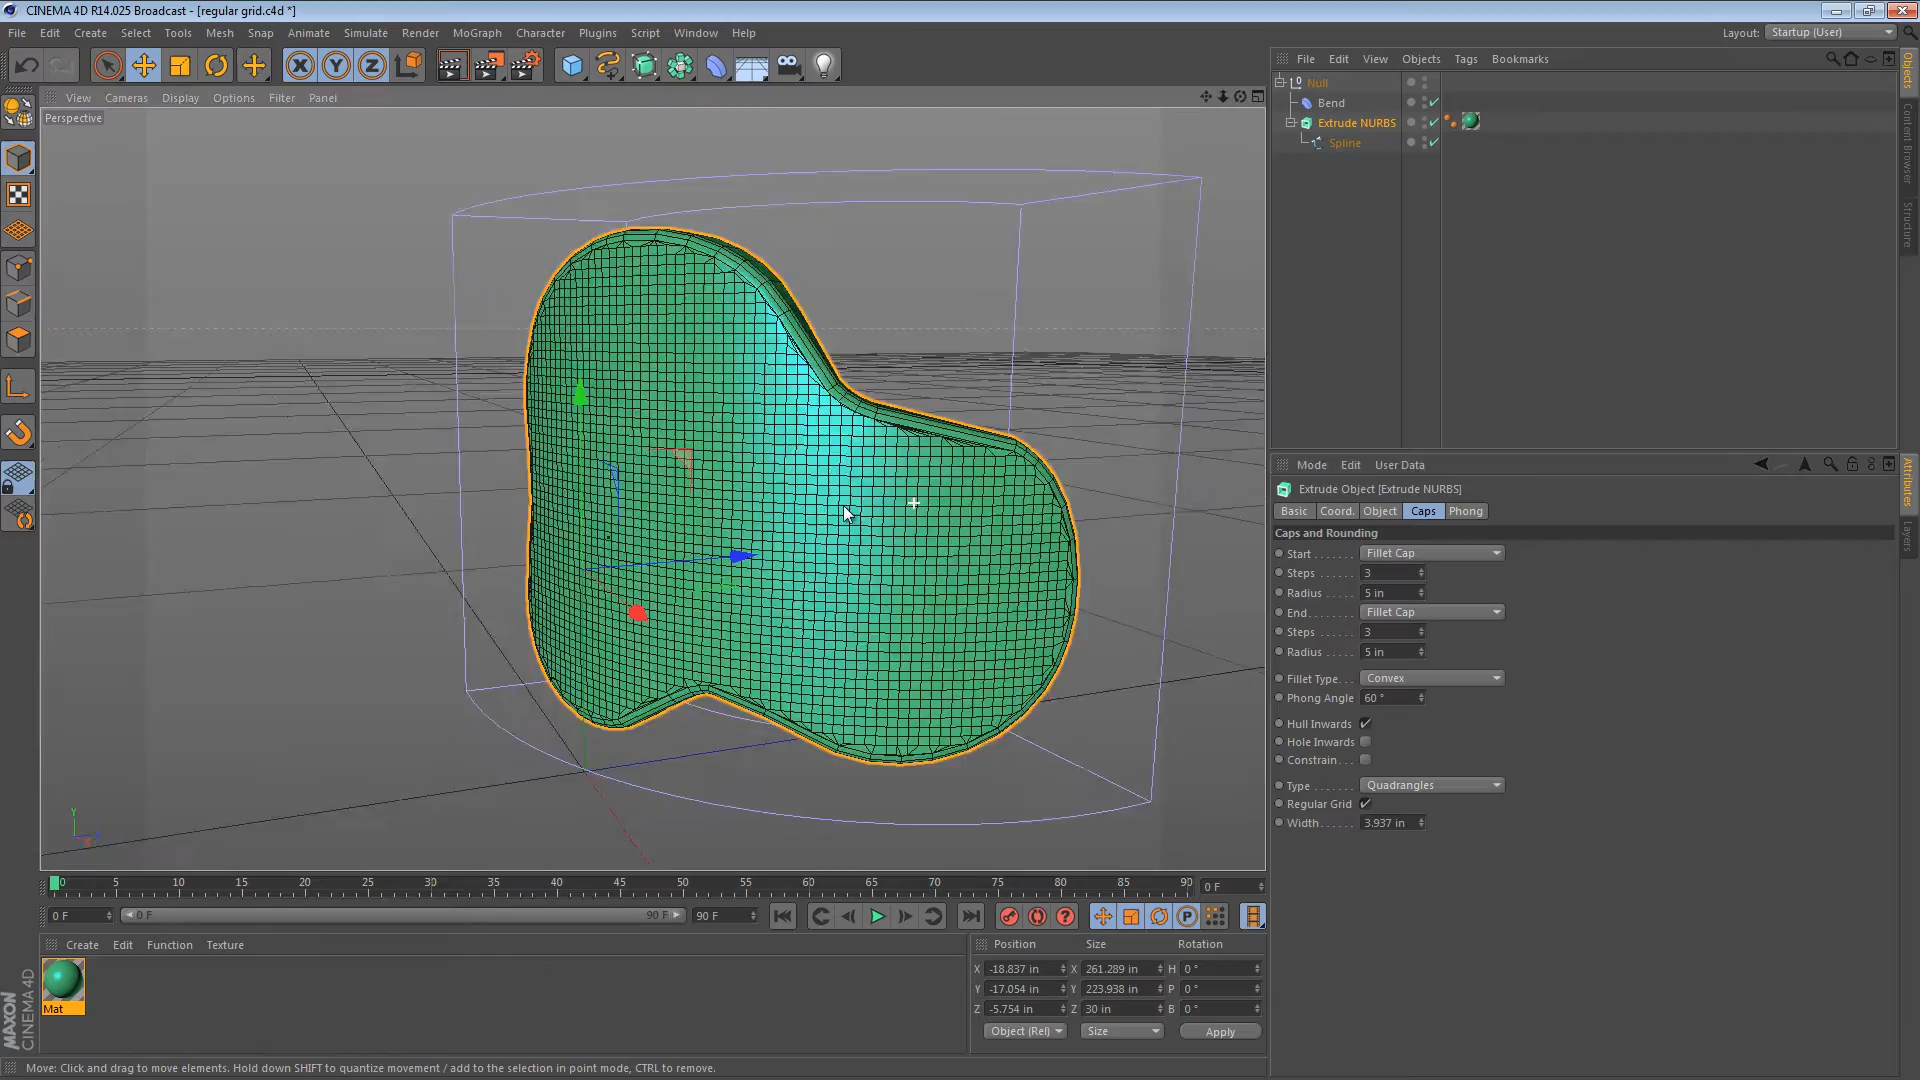 CINEMA 4D R14.025 Broadcast - [regular grid.c4d *]
File Edit Create Select Tools Mesh Snap Animate Simulate Render MoGraph Character Plugins Script Window Help
Layout: Startup (User)
View Cameras Display Options Filter Panel
Perspective
File Edit View Objects Tags Bookmarks
Null
Bend
Extrude NURBS
Spline
Objects
Content Browser
Structure
Mode Edit User Data
Extrude Object [Extrude NURBS]
Basic Coord. Object Caps Phong
Caps and Rounding
Start . . . . . . . Fillet Cap
Steps . . . . . . 3
Radius . . . . . 5 in
End. . . . . . . . Fillet Cap
Steps . . . . . . 3
Radius . . . . . 5 in
Fillet Type. . . Convex
Phong Angle 60 °
Hull Inwards
Hole Inwards
Constrain. . .
Type . . . . . . . Quadrangles
Regular Grid
Width. . . . . . 3.937 in
Attributes
Layers
Y
0 5 10 15 20 25 30 35 40 45 50 55 60 65 70 75 80 85 90 0 F
0 F 0 F 90 F 90 F
Create Edit Function Texture
Mat
MAXON
CINEMA 4D
Position Size Rotation
X -18.837 in X 261.289 in H 0 °
Y -17.054 in Y 223.938 in P 0 °
Z -5.754 in Z 30 in B 0 °
Object (Rel) Size Apply
Move: Click and drag to move elements. Hold down SHIFT to quantize movement / add to the selection in point mode, CTRL to remove.